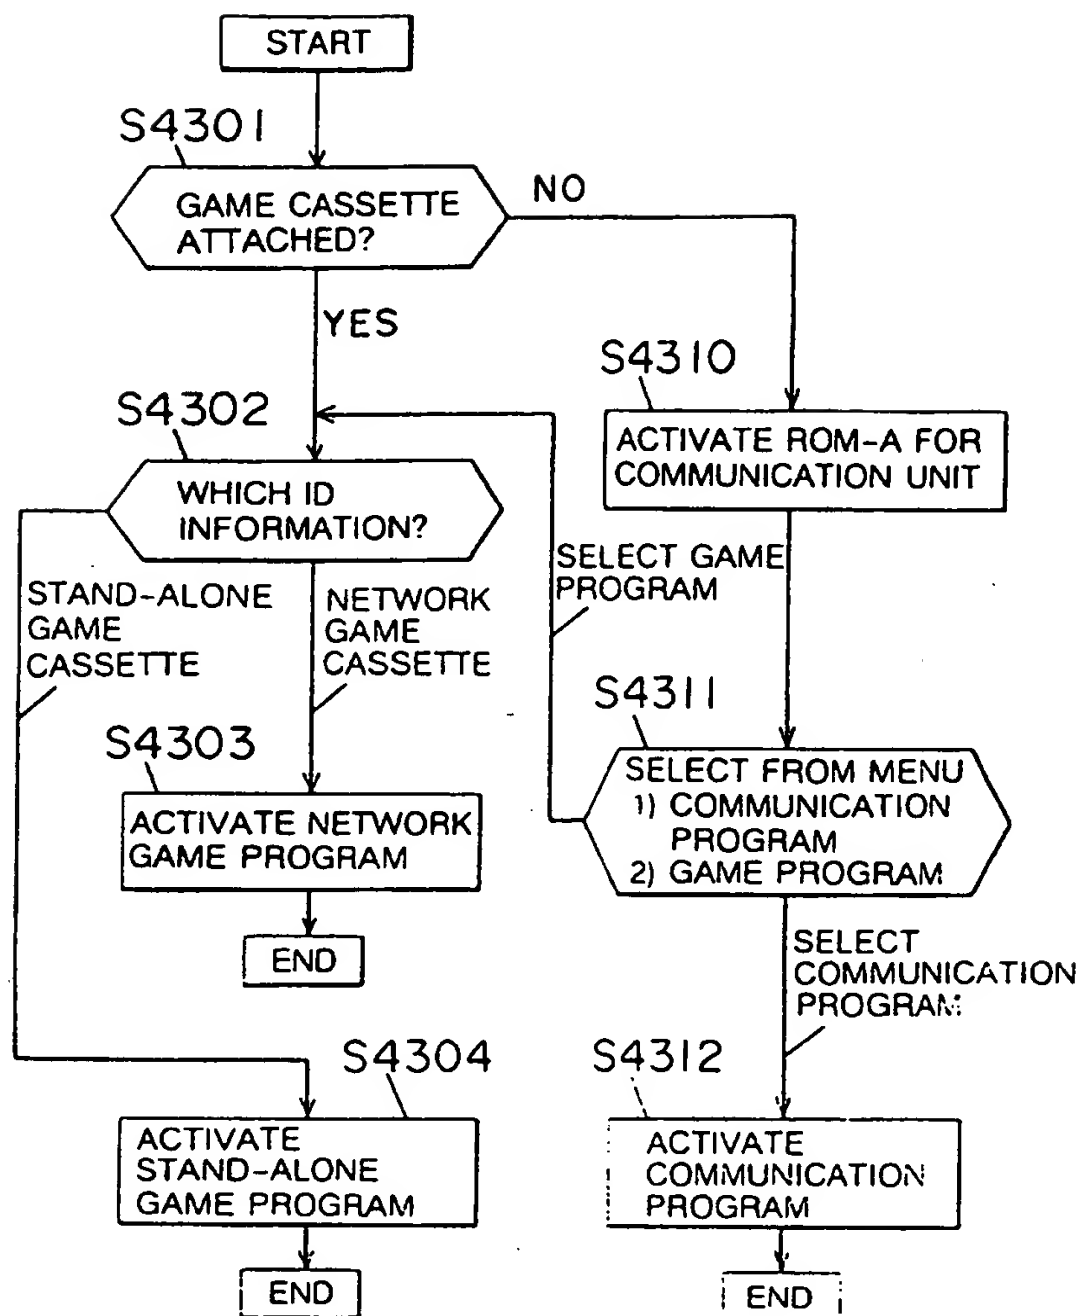 START
S4301
GAME CASSETTE
ATTACHED?
NO
YES
S4310
ACTIVATE ROM-A FOR
COMMUNICATION UNIT
S4302
WHICH ID
INFORMATION?
SELECT GAME
PROGRAM
STAND-ALONE
GAME
CASSETTE
NETWORK
GAME
CASSETTE
S4311
SELECT FROM MENU
1) COMMUNICATION
PROGRAM
2) GAME PROGRAM
S4303
ACTIVATE NETWORK
GAME PROGRAM
END
SELECT
COMMUNICATION
PROGRAM
S4304
ACTIVATE
STAND-ALONE
GAME PROGRAM
END
S4312
ACTIVATE
COMMUNICATION
PROGRAM
END